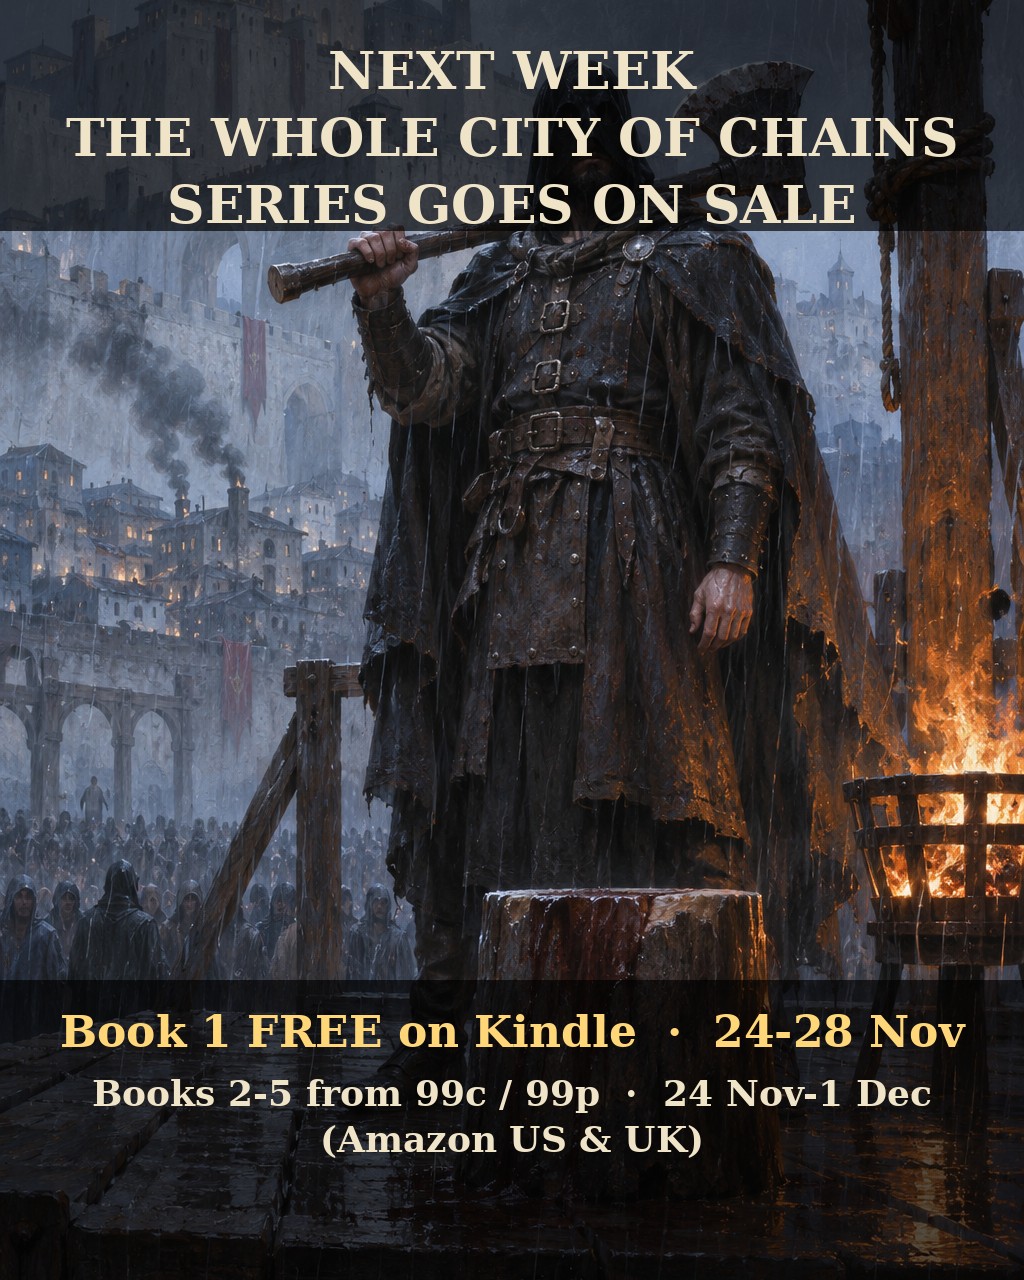 NEXT WEEK
THE WHOLE CITY OF CHAINS
SERIES GOES ON SALE
Book 1 FREE on Kindle · 24-28 Nov
Books 2-5 from 99c / 99p · 24 Nov-1 Dec
(Amazon US & UK)